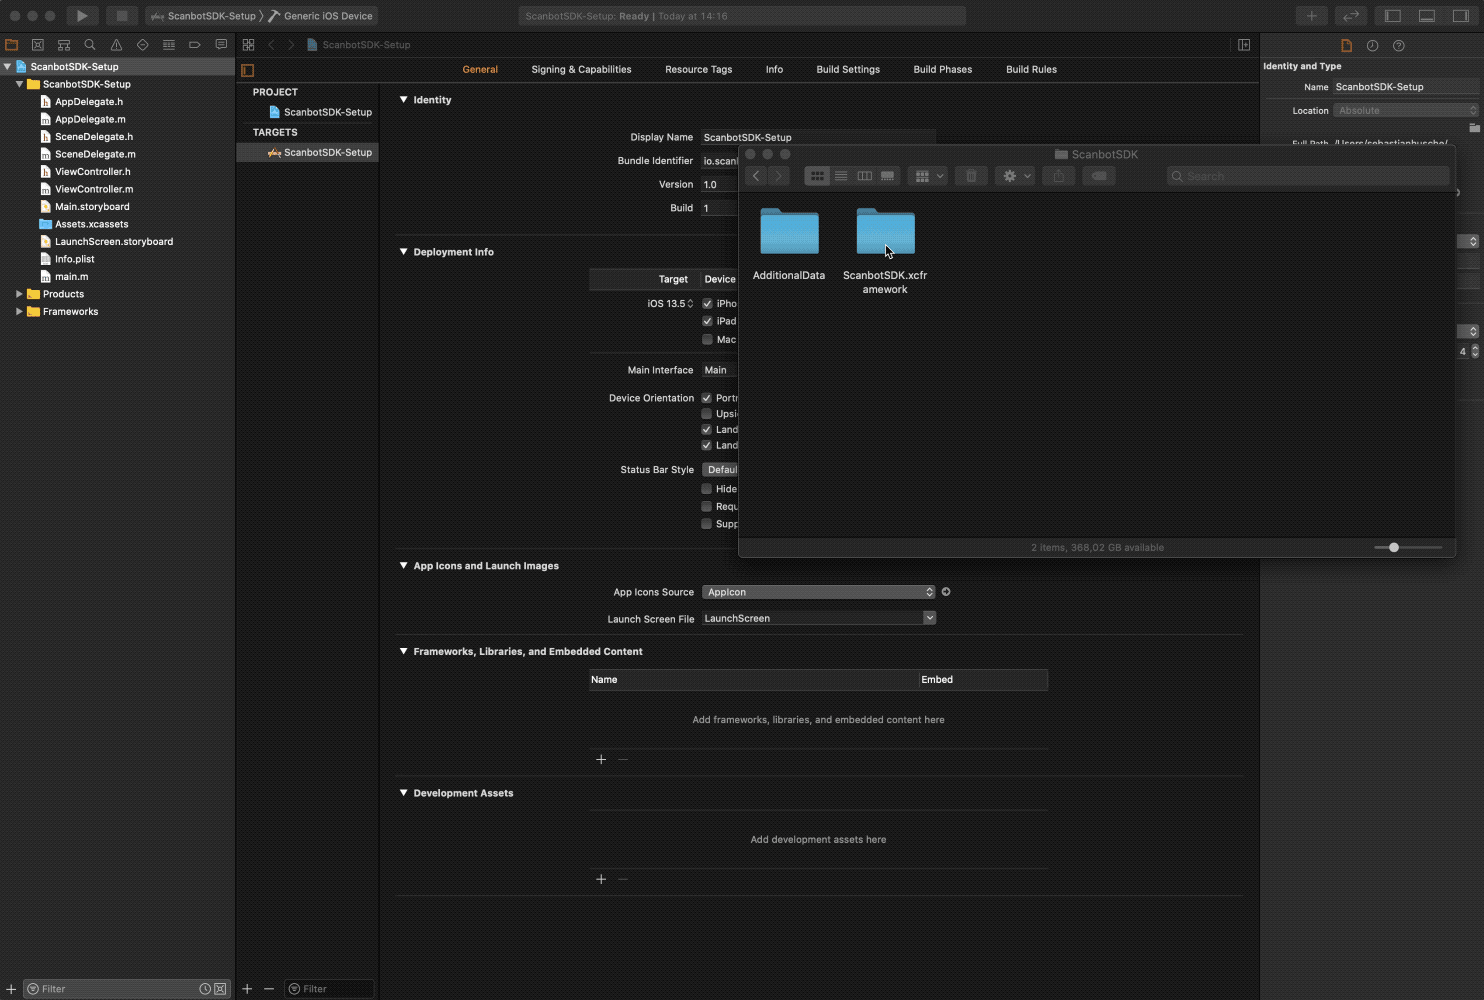 ScanbotSDK-Setup
Generic iOS Device
ScanbotSDK-Setup: Ready | Today at 14:16
ScanbotSDK-Setup
ScanbotSDK-Setup
AppDelegate.h
AppDelegate.m
SceneDelegate.h
SceneDelegate.m
ViewController.h
ViewController.m
Main.storyboard
Assets.xcassets
LaunchScreen.storyboard
Info.plist
main.m
Products
Frameworks
Filter
ScanbotSDK-Setup
General
Signing & Capabilities
Resource Tags
Info
Build Settings
Build Phases
Build Rules
PROJECT
ScanbotSDK-Setup
TARGETS
ScanbotSDK-Setup
Filter
Identity
Display Name ScanbotSDK-Setup
Bundle Identifier io.scan
Version 1.0
Build 1
Deployment Info
Target Device
iOS 13.5 iPho
iPad
Mac
Main Interface Main
Device Orientation Portr
Upsi
Land
Land
Status Bar Style Defaul
Hide
Requ
Supp
App Icons and Launch Images
App Icons Source AppIcon
Launch Screen File LaunchScreen
Frameworks, Libraries, and Embedded Content
Name Embed
Add frameworks, libraries, and embedded content here
Development Assets
Add development assets here
ScanbotSDK
Search
AdditionalData
ScanbotSDK.xcfr
amework
2 items, 368,02 GB available
Identity and Type
Name ScanbotSDK-Setup
Location Absolute
4